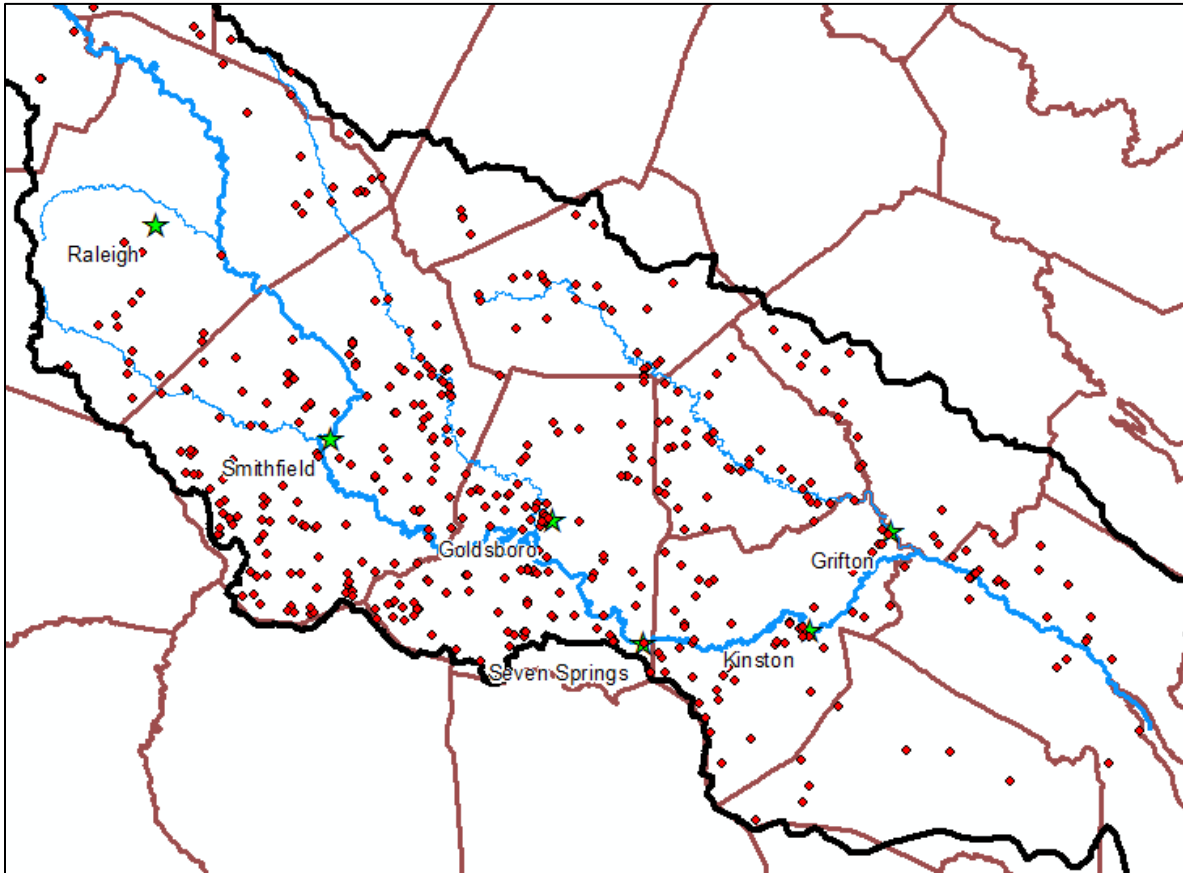 Raleigh
Smithfield
Goldsboro
Grifton
Kinston
Seven Springs